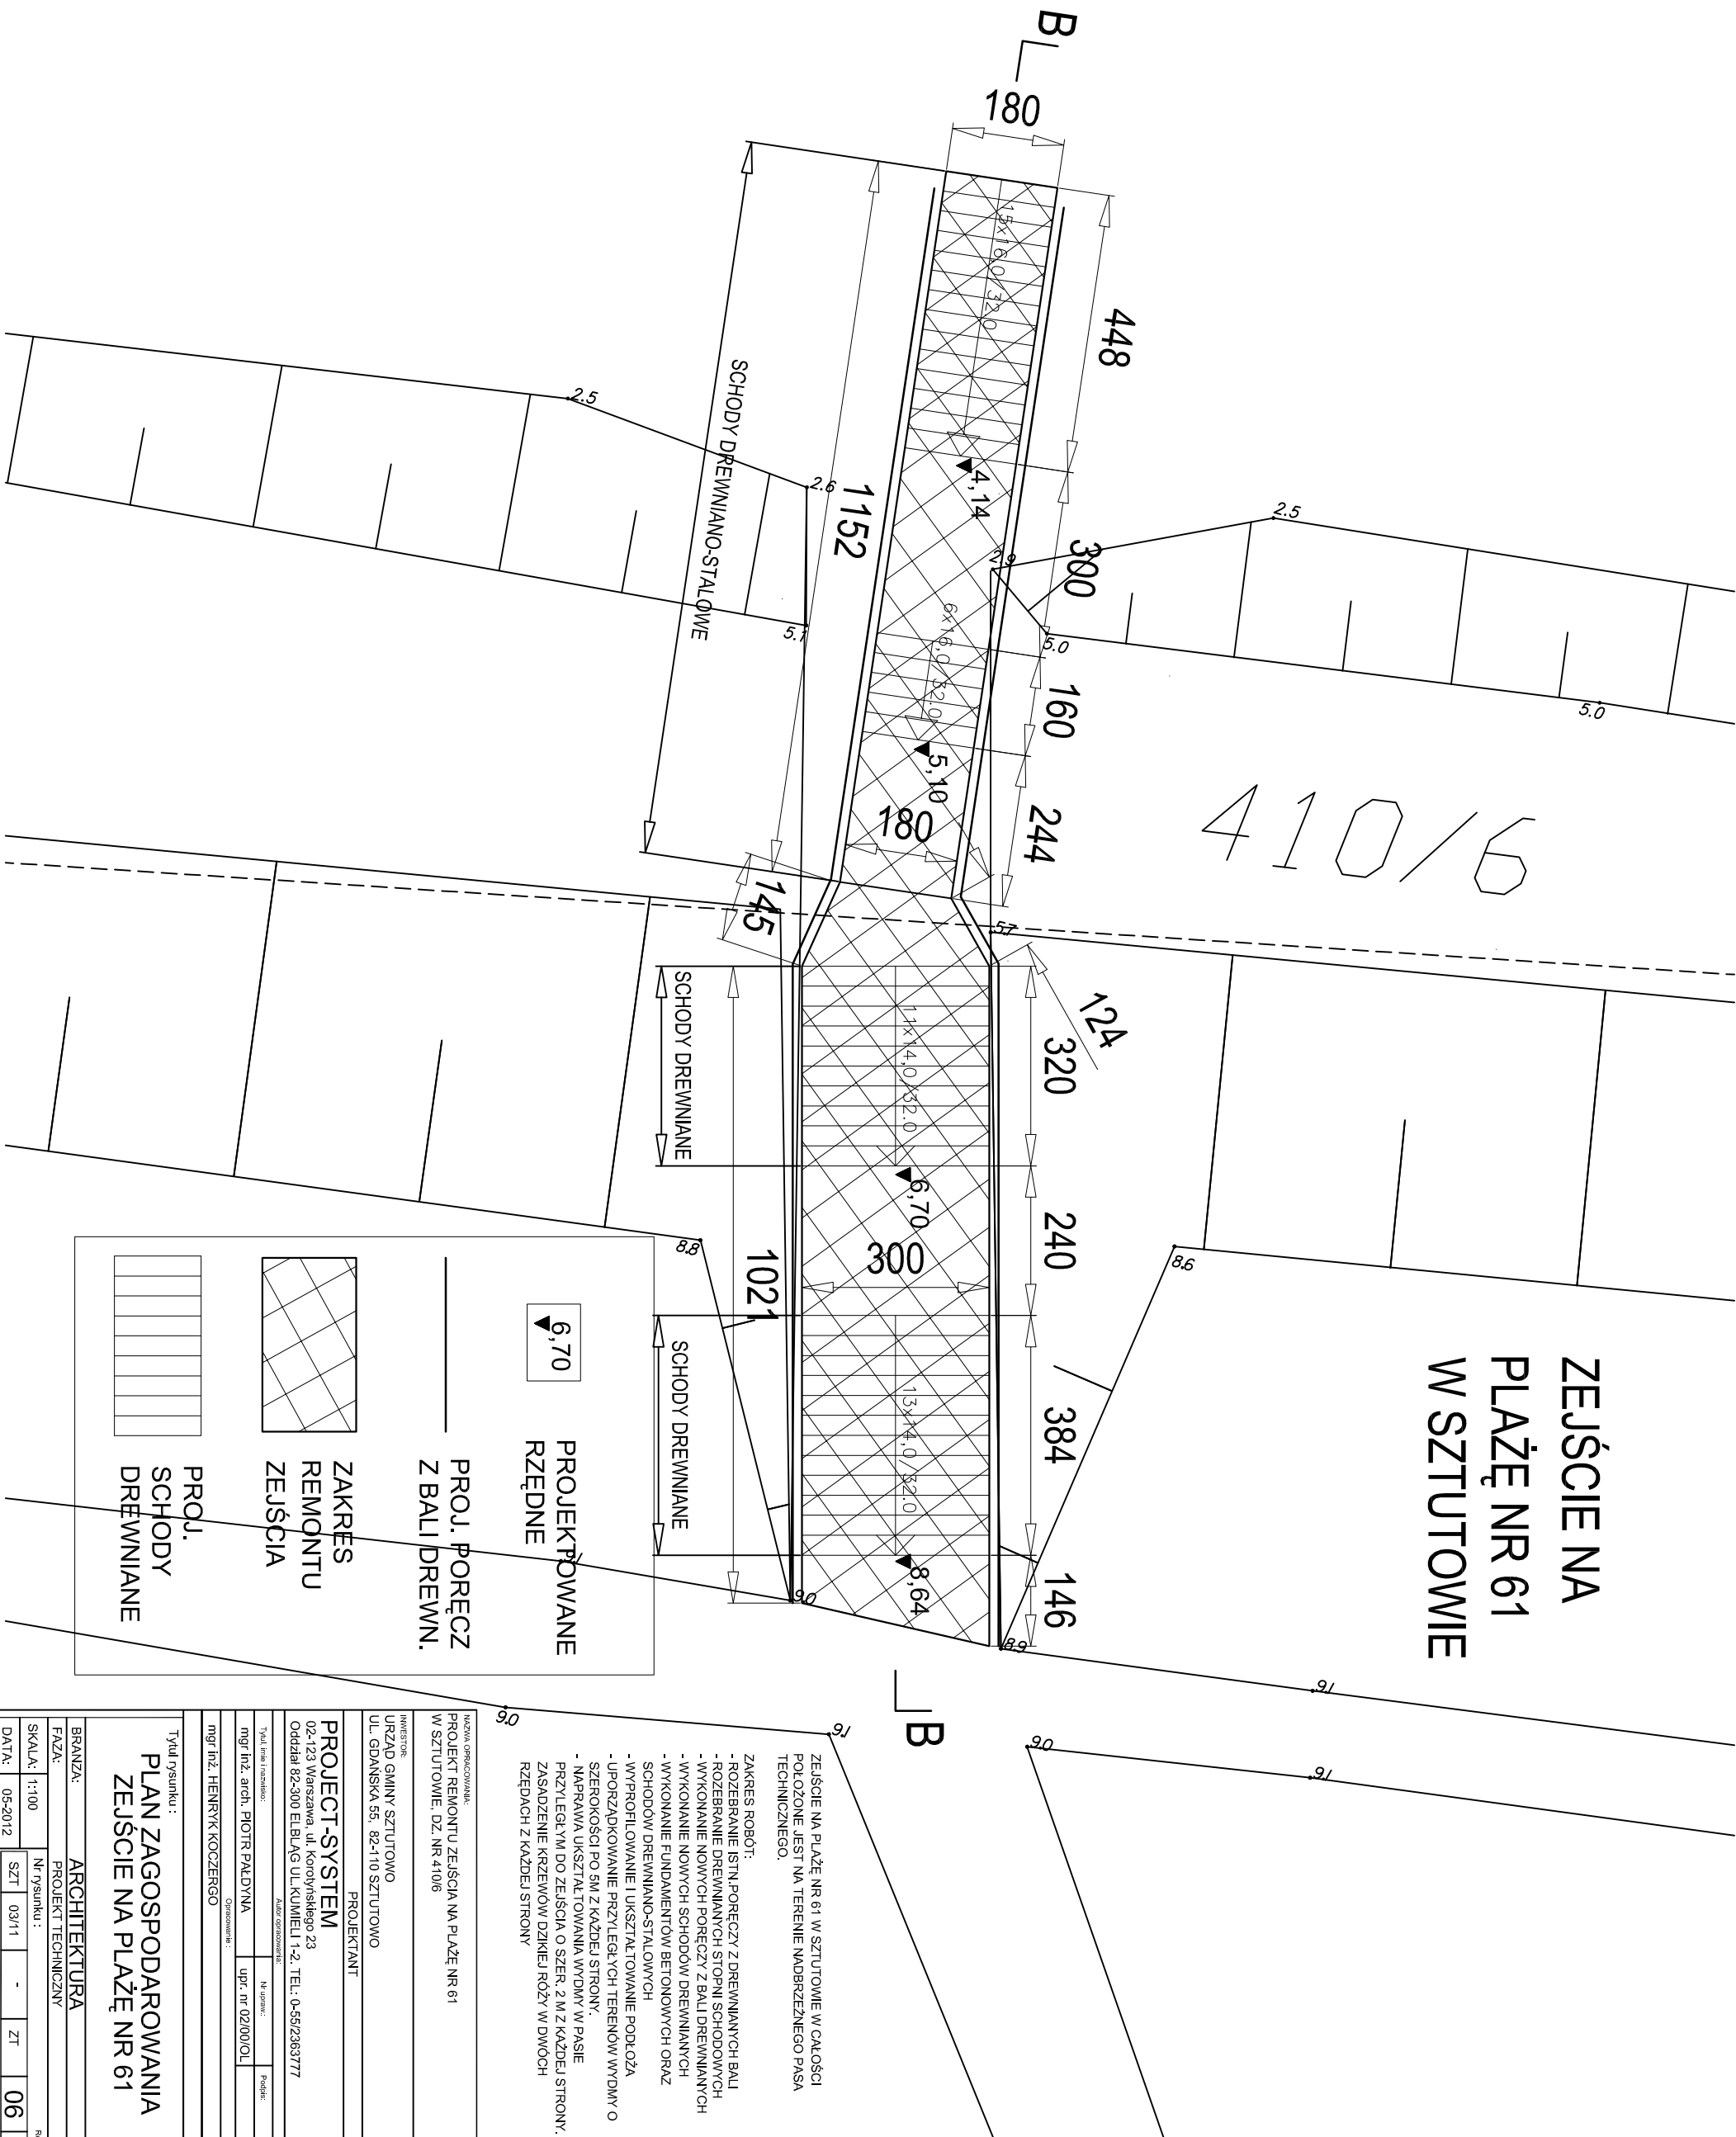 ZEJŚCIE NA
PLAŻĘ NR 61
W SZTUTOWIE
410/6
B
180
448
300
160
244
124
320
240
384
146
15x16,0/32.0
4,14
6x16,0/32.0
5,10
180
11x14,0/32.0
6,70
300
13x14,0/32.0
8,64
B
1152
145
1021
SCHODY DREWNIANO-STALOWE
SCHODY DREWNIANE
SCHODY DREWNIANE
2.5
2.6
5.1
2.5
2.9
5.0
5.0
5.7
8.8
8.6
9.0
8.9
9.1
9.1
9.0
9.1
9.0
9.1
6,70
PROJEKTOWANE
RZĘDNE
PROJ. PORĘCZ
Z BALI DREWN.
ZAKRES
REMONTU
ZEJŚCIA
PROJ.
SCHODY
DREWNIANE
ZEJŚCIE NA PLAŻĘ NR 61 W SZTUTOWIE W CAŁOŚCI
POŁOŻONE JEST NA TERENIE NADBRZEŻNEGO PASA
TECHNICZNEGO.
ZAKRES ROBÓT:
- ROZEBRANIE ISTN.PORĘCZY Z DREWNIANYCH BALI
- ROZEBRANIE DREWNIANYCH STOPNI SCHODOWYCH
- WYKONANIE NOWYCH PORĘCZY Z BALI DREWNIANYCH
- WYKONANIE NOWYCH SCHODÓW DREWNIANYCH
- WYKONANIE FUNDAMENTÓW BETONOWYCH ORAZ
SCHODÓW DREWNIANO-STALOWYCH
- WYPROFILOWANIE I UKSZTAŁTOWANIE PODŁOŻA
- UPORZĄDKOWANIE PRZYLEGŁYCH TERENÓW WYDMY O
SZEROKOŚCI PO 5M Z KAŻDEJ STRONY.
- NAPRAWA UKSZTAŁTOWANIA WYDMY W PASIE
PRZYLEGŁYM DO ZEJŚCIA O SZER. 2 M Z KAŻDEJ STRONY.
ZASADZENIE KRZEWÓW DZIKIEJ RÓŻY W DWÓCH
RZĘDACH Z KAŻDEJ STRONY
NAZWA OPRACOWANIA:
PROJEKT REMONTU ZEJŚCIA NA PLAŻĘ NR 61
W SZTUTOWIE, DZ. NR 410/6
INWESTOR:
URZĄD GMINY SZTUTOWO
UL. GDAŃSKA 55, 82-110 SZTUTOWO
PROJEKTANT
PROJECT-SYSTEM
02-123 Warszawa, ul. Korotyńskiego 23
Oddział 82-300 ELBLĄG UL.KUMIELI 1-2, TEL: 0-55/2363777
Autor opracowania:
Tytuł, imię i nazwisko: Nr upraw.: Podpis:
mgr inż. arch. PIOTR PAŁDYNA upr. nr 02/00/OL
Opracowanie :
mgr inż. HENRYK KOCZERGO
Tytuł rysunku :
PLAN ZAGOSPODAROWANIA
ZEJŚCIE NA PLAŻĘ NR 61
BRANŻA: ARCHITEKTURA
FAZA: PROJEKT TECHNICZNY
SKALA: 1:100 Nr rysunku :
DATA: 05-2012 SZT 03/11 - ZT 06